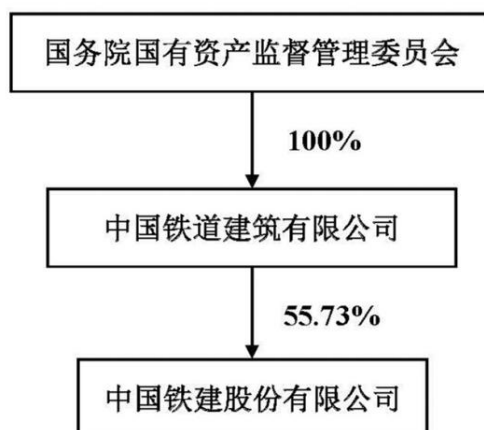 国务院国有资产监督管理委员会
100%
中国铁道建筑有限公司
55.73%
中国铁建股份有限公司